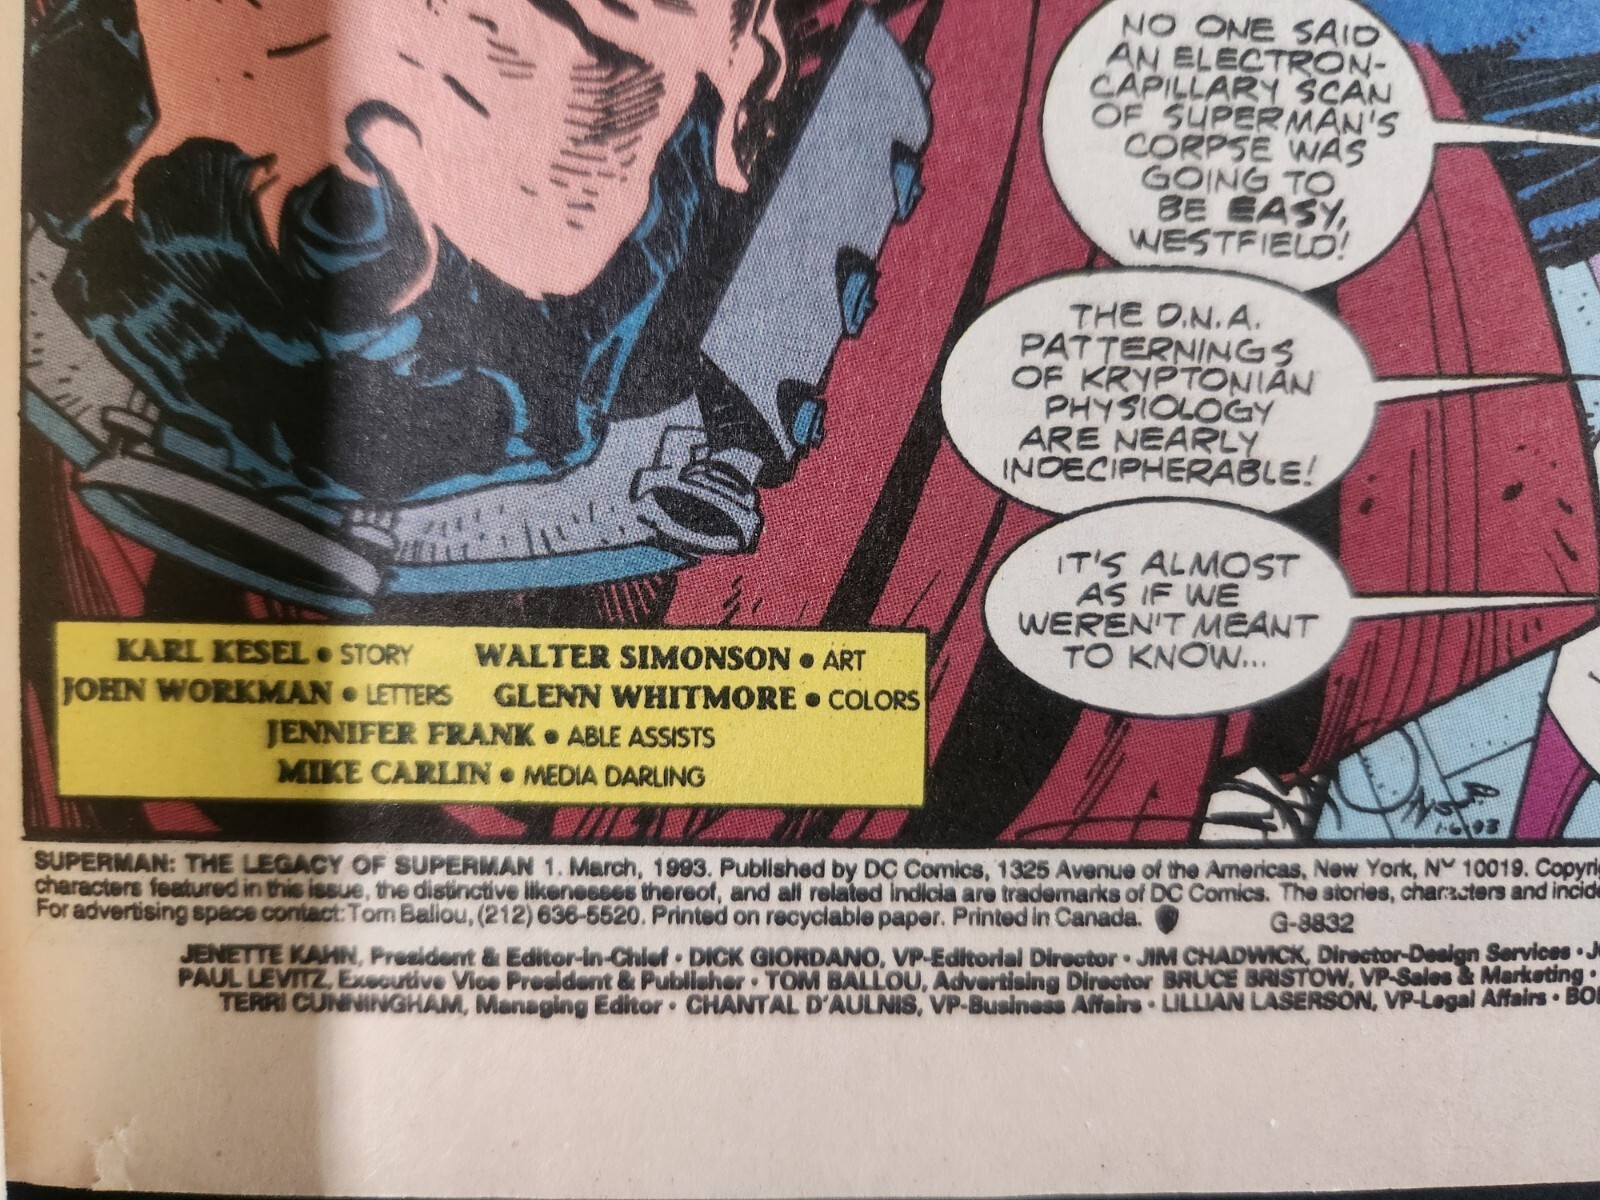 NO ONE SAID
AN ELECTRON-
CAPILLARY SCAN
OF SUPERMAN'S
CORPSE WAS
GOING TO
BE EASY,
WESTFIELD!
THE D.N.A.
PATTERNINGS
OF KRYPTONIAN
PHYSIOLOGY
ARE NEARLY
INDECIPHERABLE!
IT'S ALMOST
AS IF WE
WEREN'T MEANT
TO KNOW...
KARL KESEL • STORY WALTER SIMONSON • ART
JOHN WORKMAN • LETTERS GLENN WHITMORE • COLORS
JENNIFER FRANK • ABLE ASSISTS
MIKE CARLIN • MEDIA DARLING
1·6·93
SUPERMAN: THE LEGACY OF SUPERMAN 1. March, 1993. Published by DC Comics, 1325 Avenue of the Americas, New York, NY 10019. Copyri
characters featured in this issue, the distinctive likenesses thereof, and all related indicia are trademarks of DC Comics. The stories, characters and incide
For advertising space contact: Tom Ballou, (212) 636-5520. Printed on recyclable paper. Printed in Canada. G-8832
JENETTE KAHN, President & Editor-in-Chief · DICK GIORDANO, VP-Editorial Director · JIM CHADWICK, Director-Design Services ·
PAUL LEVITZ, Executive Vice President & Publisher · TOM BALLOU, Advertising Director BRUCE BRISTOW, VP-Sales & Marketing ·
TERRI CUNNINGHAM, Managing Editor · CHANTAL D'AULNIS, VP-Business Affairs · LILLIAN LASERSON, VP-Legal Affairs ·